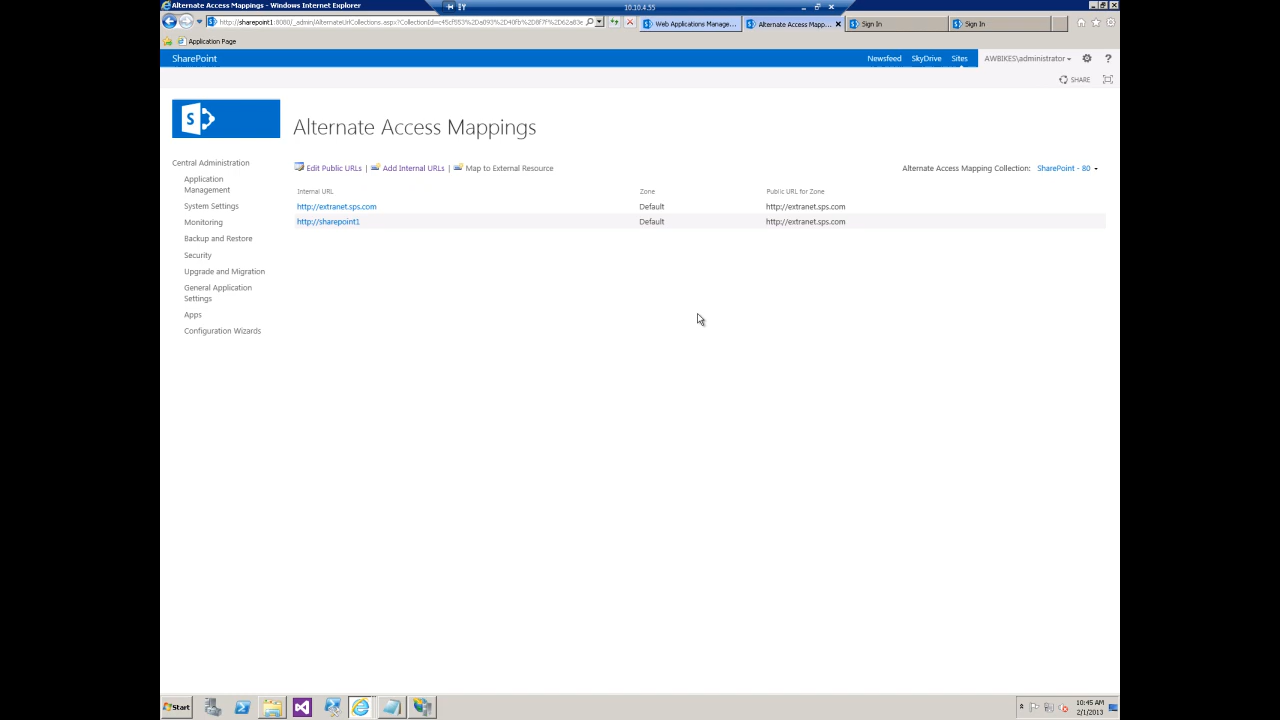 Alternate Access Mappings - Windows Internet Explorer
10.10.4.55
Web Applications Manage...
Alternate Access Mapp...
Sign In
Sign In
Application Page
SharePoint
Newsfeed
SkyDrive
Sites
AWBIKES\administrator
?
SHARE
S
Alternate Access Mappings
Central Administration
Application
Management
System Settings
Monitoring
Backup and Restore
Security
Upgrade and Migration
General Application
Settings
Apps
Configuration Wizards
Edit Public URLs | Add Internal URLs | Map to External Resource
Alternate Access Mapping Collection: SharePoint - 80
Internal URL Zone Public URL for Zone
http://extranet.sps.com Default http://extranet.sps.com
http://sharepoint1 Default http://extranet.sps.com
Start
10:45 AM
2/1/2013